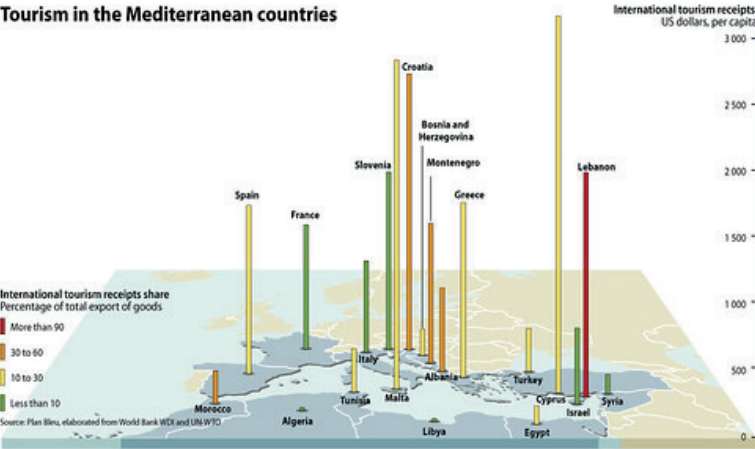 Tourism in the Mediterranean countries
International tourism receipts
US dollars, per capita
3 000
2 500
2 000
1 500
1 000
500
0
Croatia
Bosnia and
Herzegovina
Slovenia
Montenegro
Lebanon
Spain
Greece
France
International tourism receipts share
Percentage of total export of goods
More than 90
30 to 60
10 to 30
Less than 10
Source: Plan Bleu, elaborated from World Bank WDI and UN-WTO
Italy
Albania
Turkey
Morocco
Tunisia
Malta
Cyprus
Israel
Syria
Algeria
Libya
Egypt